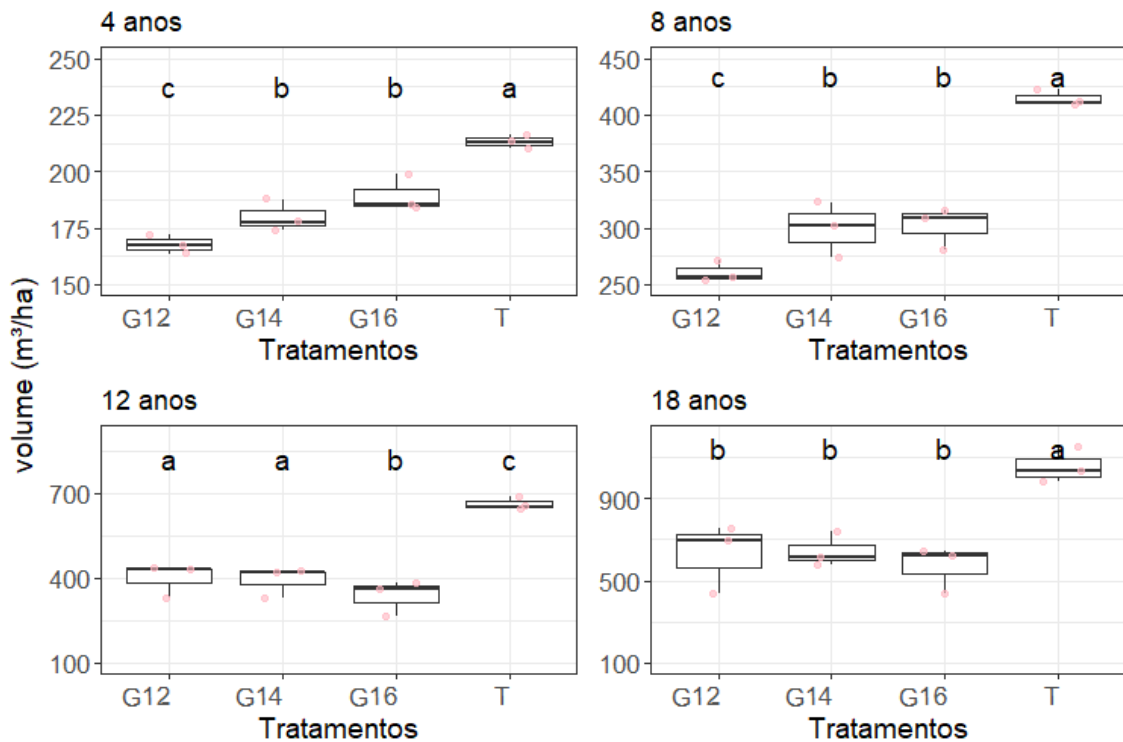 4 anos
250
225
200
175
150
c b b a
G12 G14 G16 T
Tratamentos
8 anos
450
400
350
300
250
c b b a
G12 G14 G16 T
Tratamentos
volume (m³/ha)
12 anos
700
400
100
a a b c
G12 G14 G16 T
Tratamentos
18 anos
900
500
100
b b b a
G12 G14 G16 T
Tratamentos